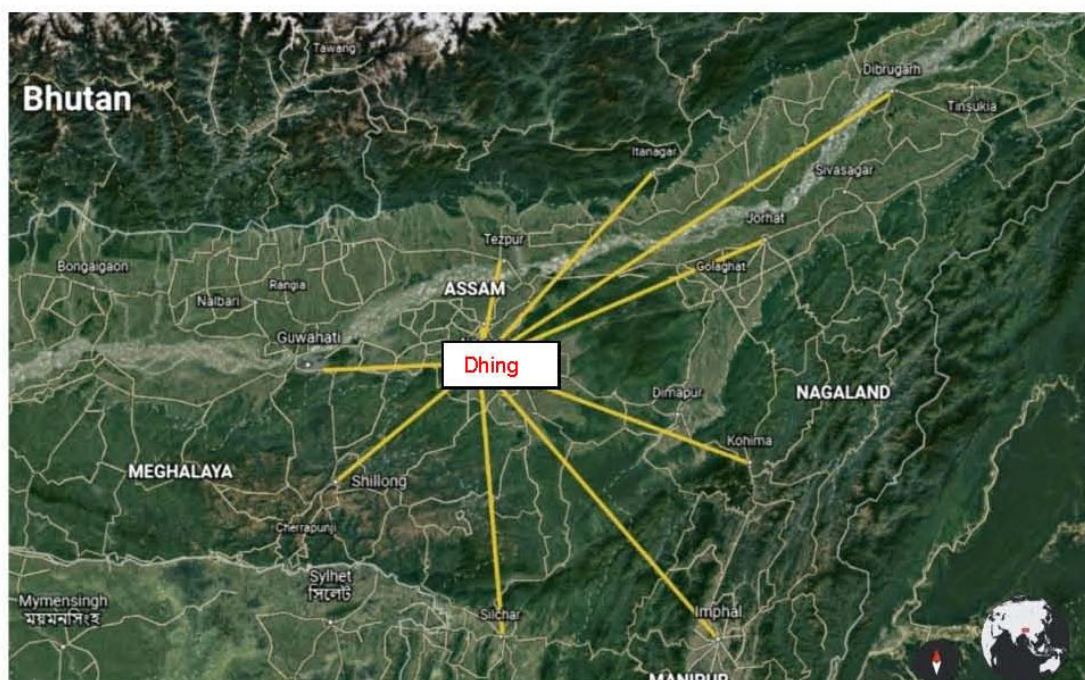 Tawang
Bhutan
Dibrugarh
Tinsukia
Itanagar
Sivasagar
Jorhat
Tezpur
Golaghat
Bongaigaon
Rangia
ASSAM
Nalbari
Guwahati
Dhing
Dimapur
NAGALAND
Kohima
MEGHALAYA
Shillong
Cherrapunji
Sylhet
সিলেট
Mymensingh
ময়মনসিংহ
Silchar
Imphal
MANIPUR